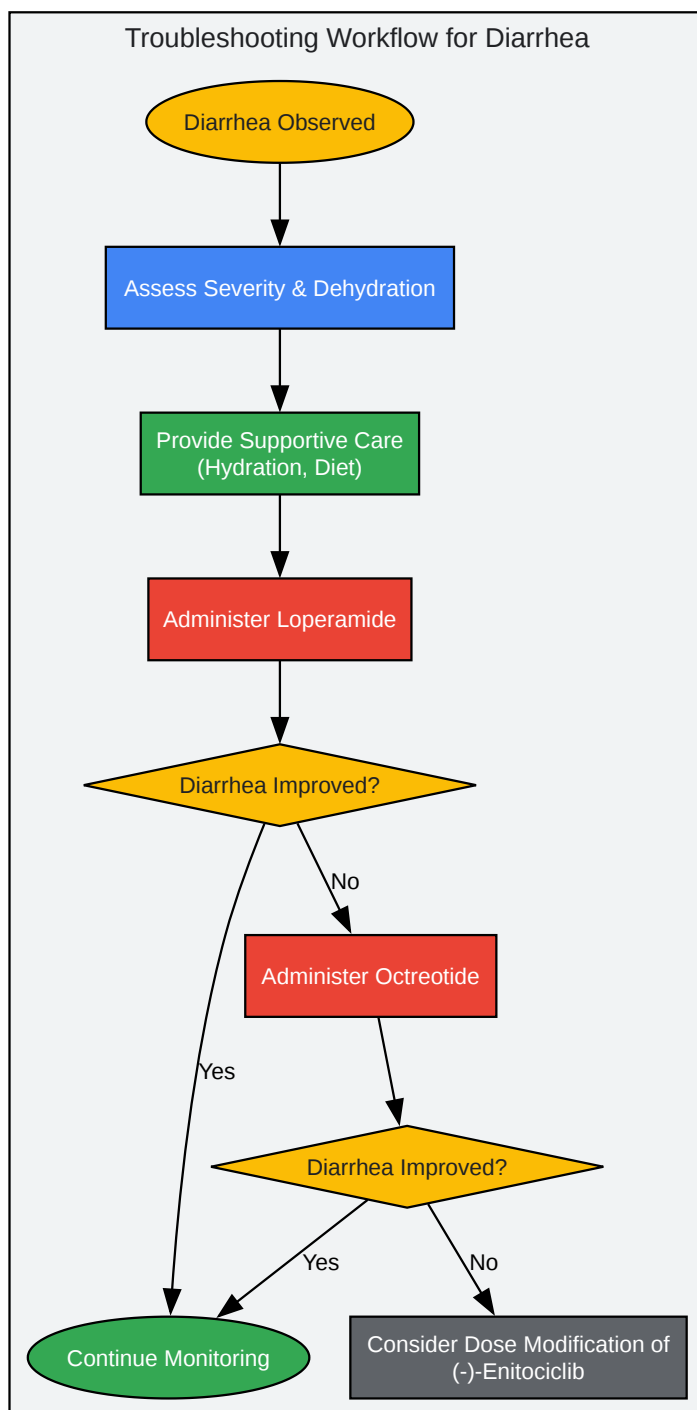 Troubleshooting Workflow for Diarrhea
Diarrhea Observed
Assess Severity & Dehydration
Provide Supportive Care
(Hydration, Diet)
Administer Loperamide
Diarrhea Improved?
No
Administer Octreotide
Yes
Diarrhea Improved?
Yes
No
Continue Monitoring
Consider Dose Modification of
(-)-Enitociclib